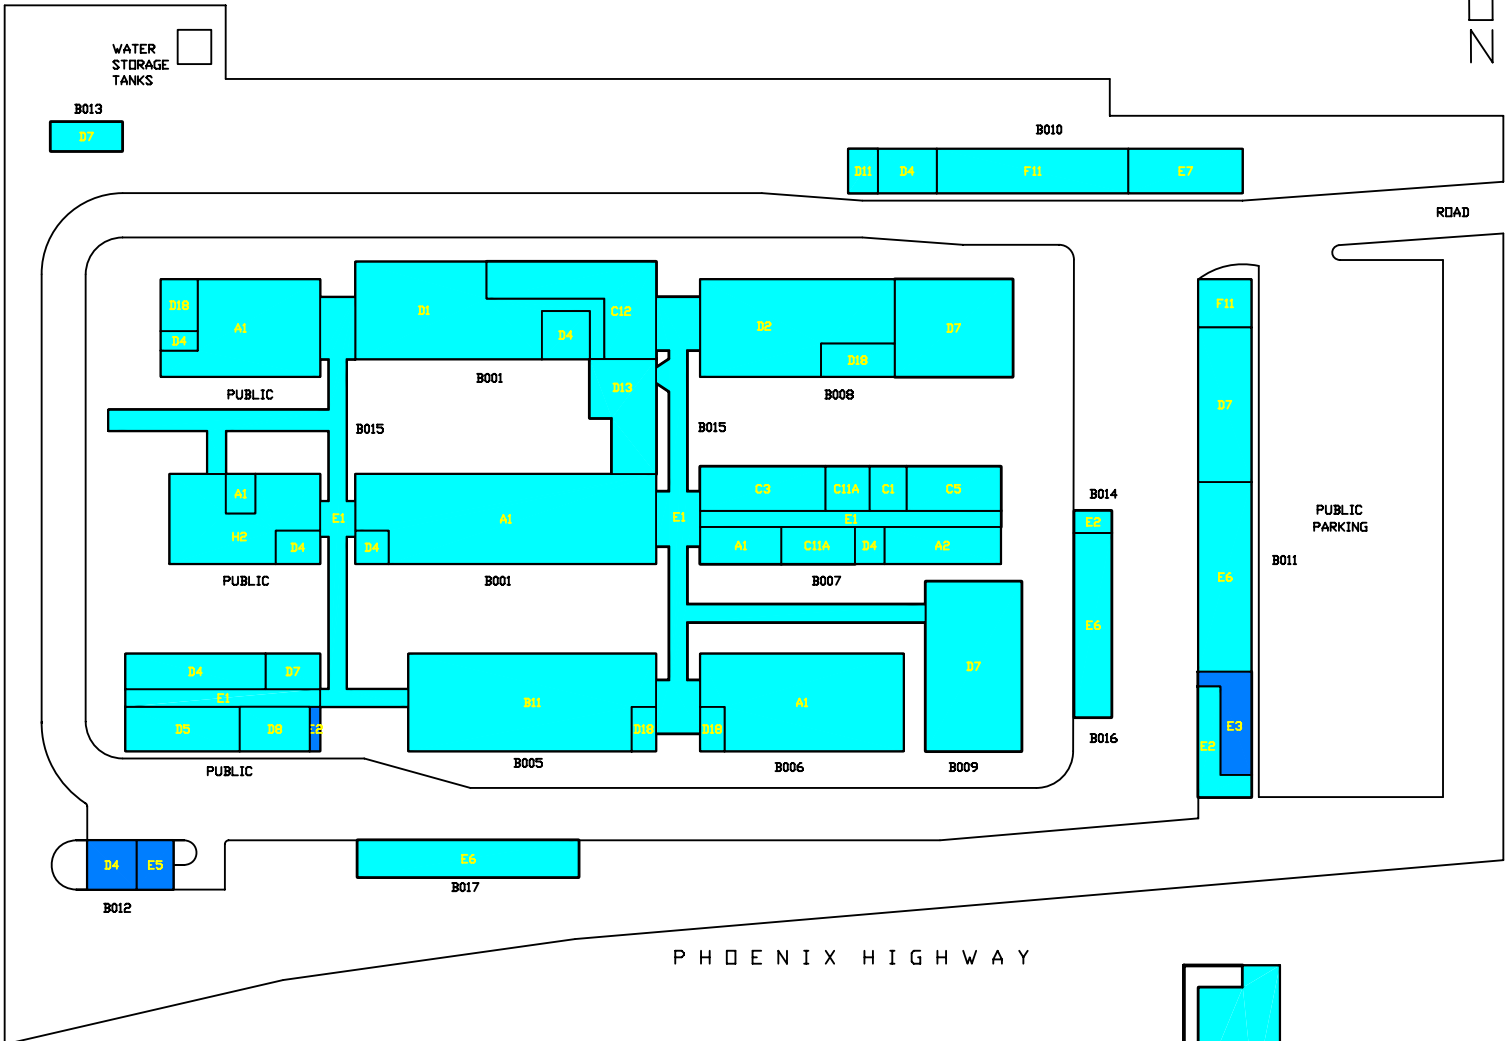 N
WATER
STORAGE
TANKS
B013
D7
B010
D11 D4 F11 E7
ROAD
D18 A1 D4
PUBLIC
D1 C12 D4
B001
D13
D2 D7 D18
B008
F11
D7
B015
B015
A1
H2 D4
PUBLIC
E1
A1
D4
B001
E1
C3 C11A C1 C5
E1
A1 C11A D4 A2
B007
B014
E2
E6
B016
PUBLIC
PARKING
B011
E6
D4 D7
E1
D5 D8 E2
PUBLIC
B11 D18
B005
A1
D18
B006
D7
B009
E3
E2
D4 E5
B012
E6
B017
PHOENIX HIGHWAY